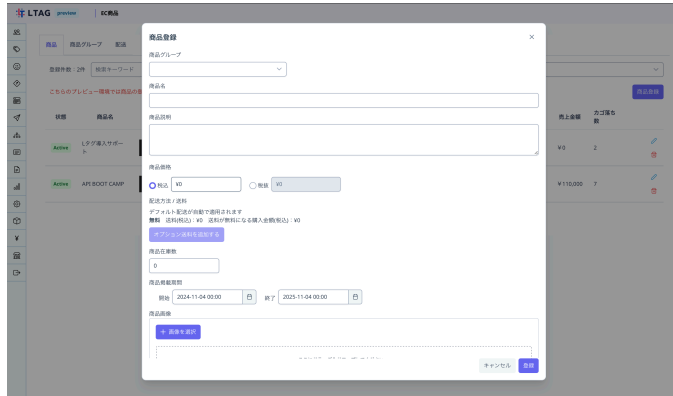 LTAG preview EC商品
商品 商品グループ 配送
登録件数：2件 検索キーワード
こちらのプレビュー環境では商品の登
商品登録
状態 商品名 売上金額 カゴ落ち数
Active Lタグ導入サポート ¥0 2
Active API BOOT CAMP ¥110,000 7
商品登録 ×
商品グループ
商品名
商品説明
商品価格
税込 ¥0 税抜 ¥0
配送方法 / 送料
デフォルト配送が自動で適用されます
無料 送料(税込)：¥0 送料が無料になる購入金額(税込)：¥0
オプション送料を追加する
商品在庫数
0
商品掲載期間
開始 2024-11-04 00:00 終了 2025-11-04 00:00
商品画像
+ 画像を選択
キャンセル 登録